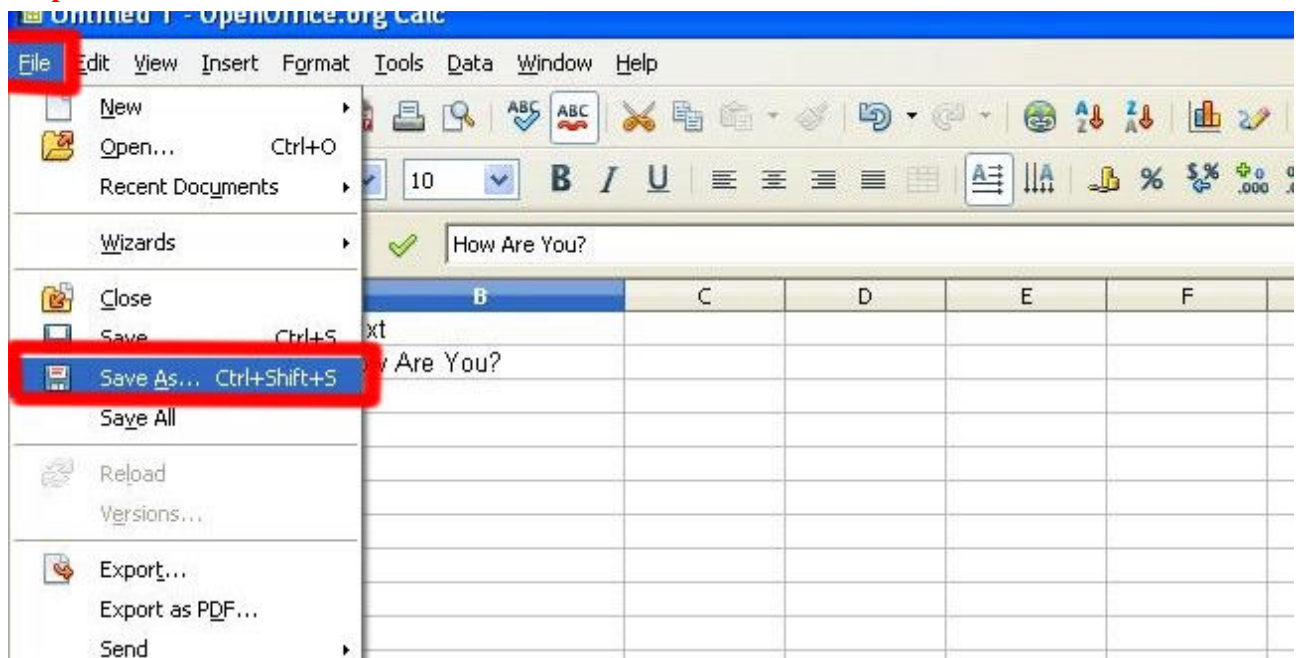 Untitled 1 - OpenOffice.org Calc
File Edit View Insert Format Tools Data Window Help
New
Open... Ctrl+O
Recent Documents
10
B I U
Wizards
How Are You?
Close
B C D E F
Save Ctrl+S
xt
Save As... Ctrl+Shift+S
Are You?
Save All
Reload
Versions...
Export...
Export as PDF...
Send